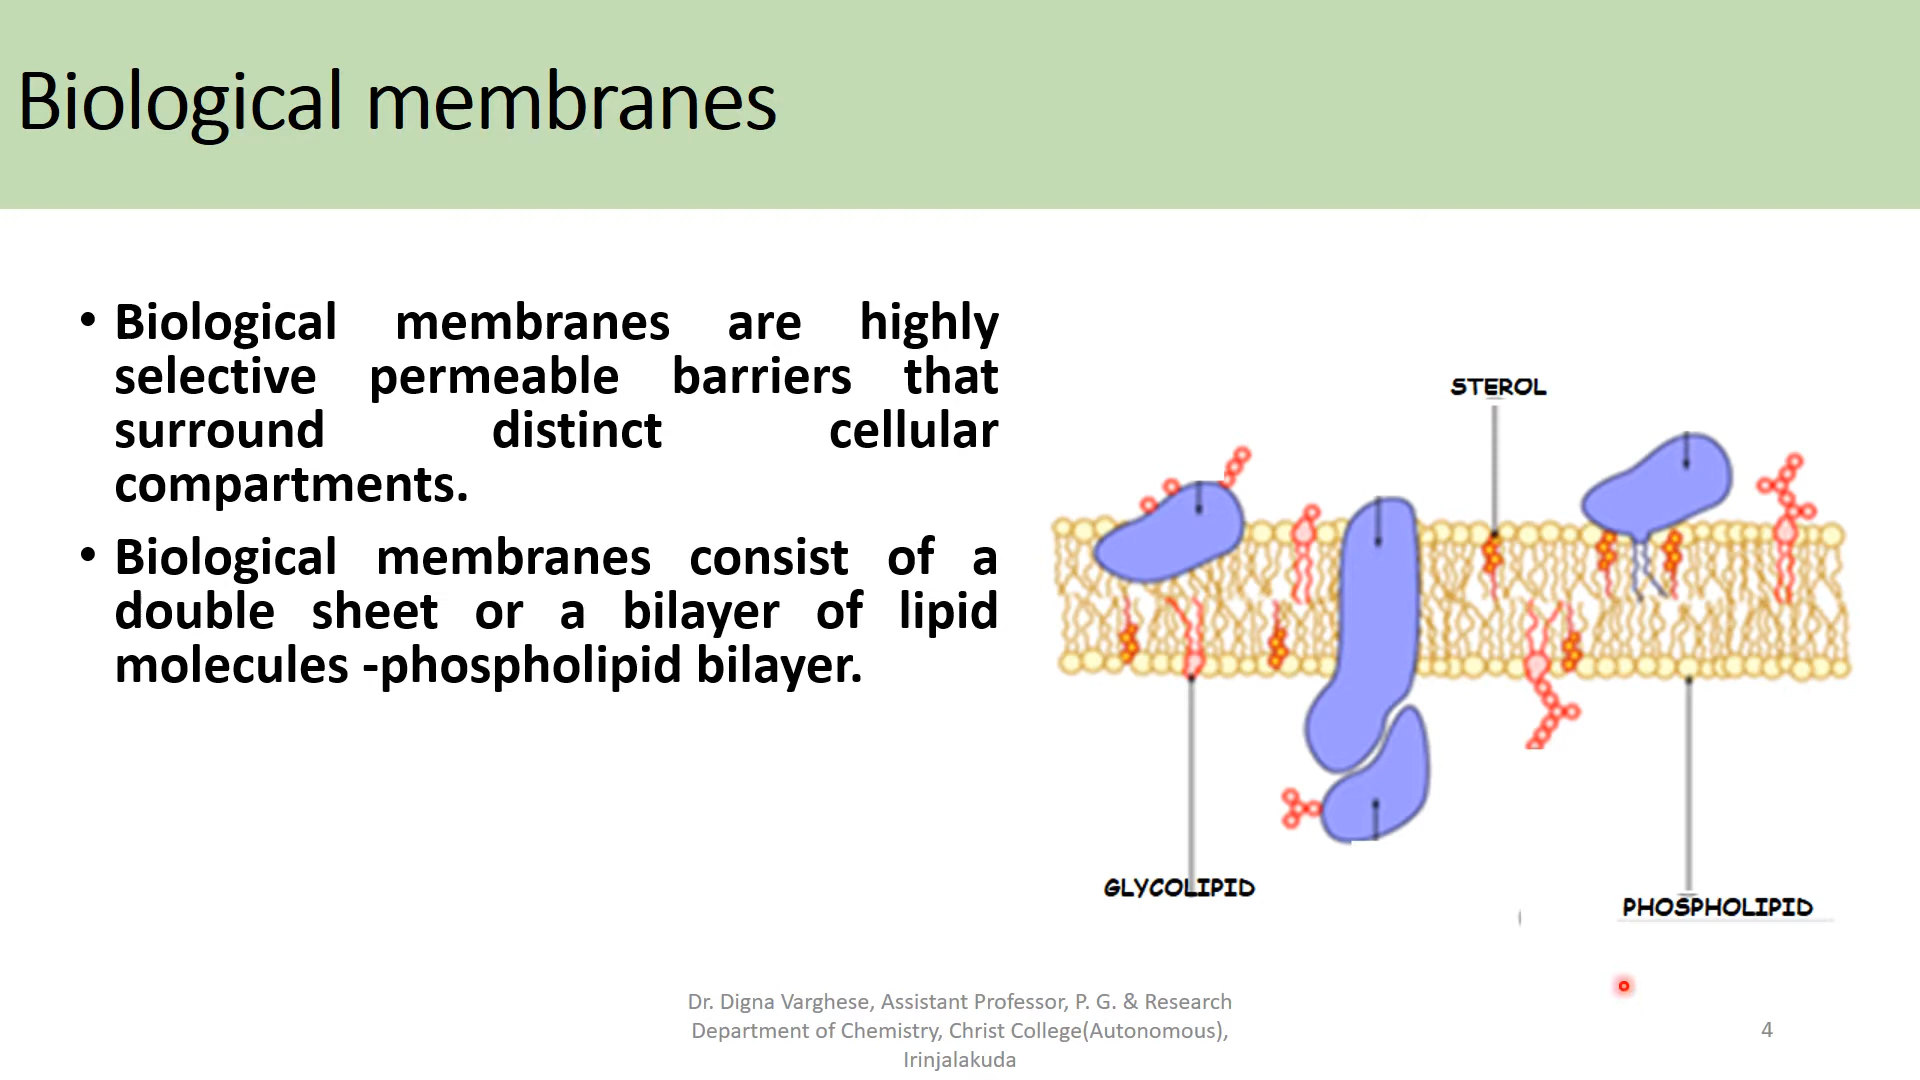 Biological membranes
• Biological membranes are highly
selective permeable barriers that
surround distinct cellular
compartments.
• Biological membranes consist of a
double sheet or a bilayer of lipid
molecules -phospholipid bilayer.
STEROL
GLYCOLIPID
PHOSPHOLIPID
Dr. Digna Varghese, Assistant Professor, P. G. & Research
Department of Chemistry, Christ College(Autonomous),
Irinjalakuda
4